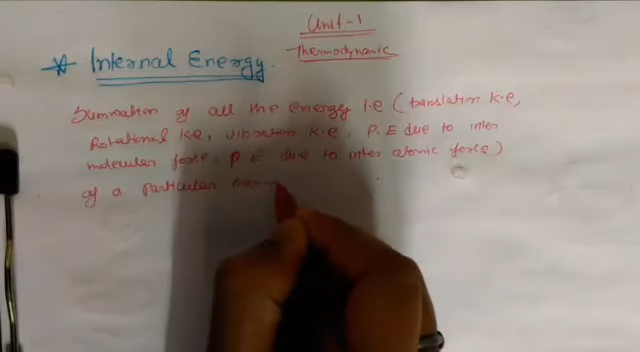 Unit-1
Thermodynamic
Internal Energy.
Summation of all the energy i.e (translation K.e,
Rotational K.e, vibration K.e, P.E due to inter
molecular force, P E due to inter atomic force)
of a particular